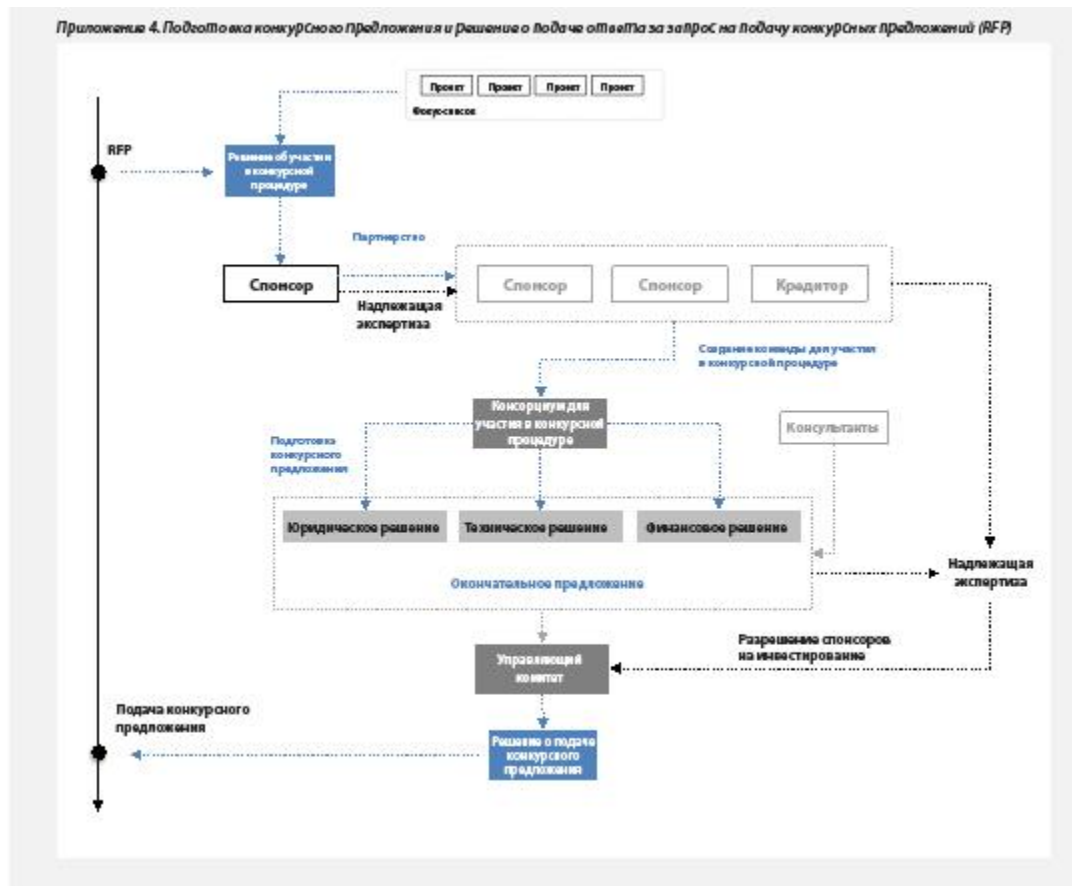 Приложение 4. Подготовка конкурсного предложения и решение о подаче ответа за запрос на подачу конкурсных предложений (RFP)
Проект Проект Проект Проект
Фокус-список
RFP
Решение об участии
в конкурсной
процедуре
Партнерство
Спонсор
Спонсор
Спонсор
Кредитор
Надлежащая
экспертиза
Создание команды для участия
в конкурсной процедуре
Консорциум для
участия в конкурсной
процедуре
Консультанты
Подготовка
конкурсного
предложения
Юридическое решение
Техническое решение
Финансовое решение
Окончательное предложение
Надлежащая
экспертиза
Разрешение спонсоров
на инвестирование
Управляющий
комитет
Подача конкурсного
предложения
Решение о подаче
конкурсного
предложения